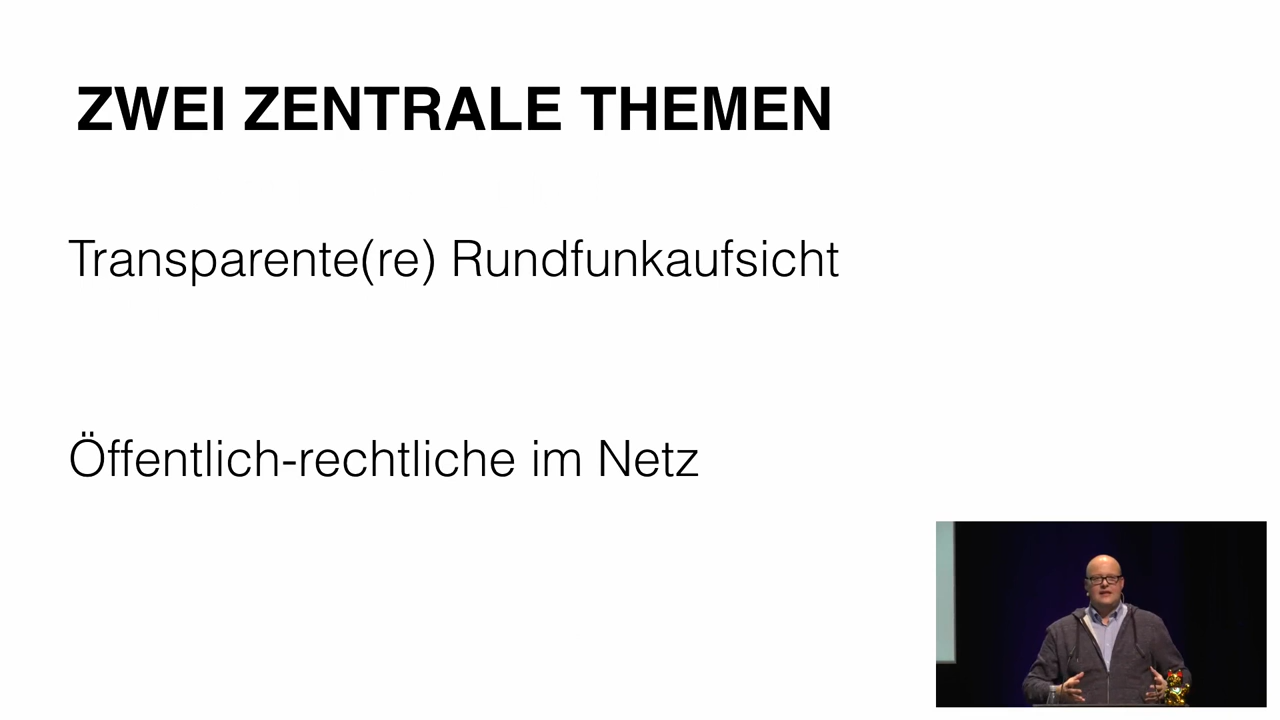 ZWEI ZENTRALE THEMEN
Transparente(re) Rundfunkaufsicht
Öffentlich-rechtliche im Netz